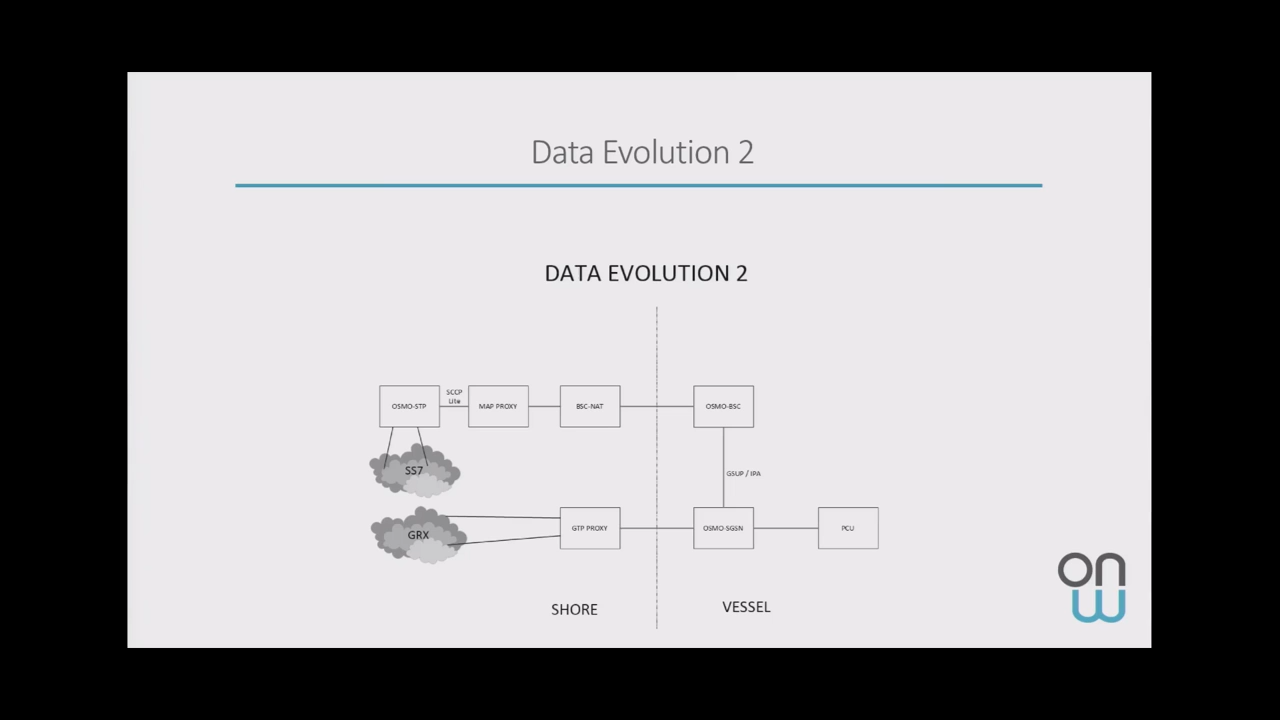 Data Evolution 2
DATA EVOLUTION 2
OSMO-STP
SCCP
Lite
MAP PROXY
BSC-NAT
OSMO-BSC
SS7
GSUP / IPA
GRX
GTP PROXY
OSMO-SGSN
PCU
SHORE
VESSEL
onw